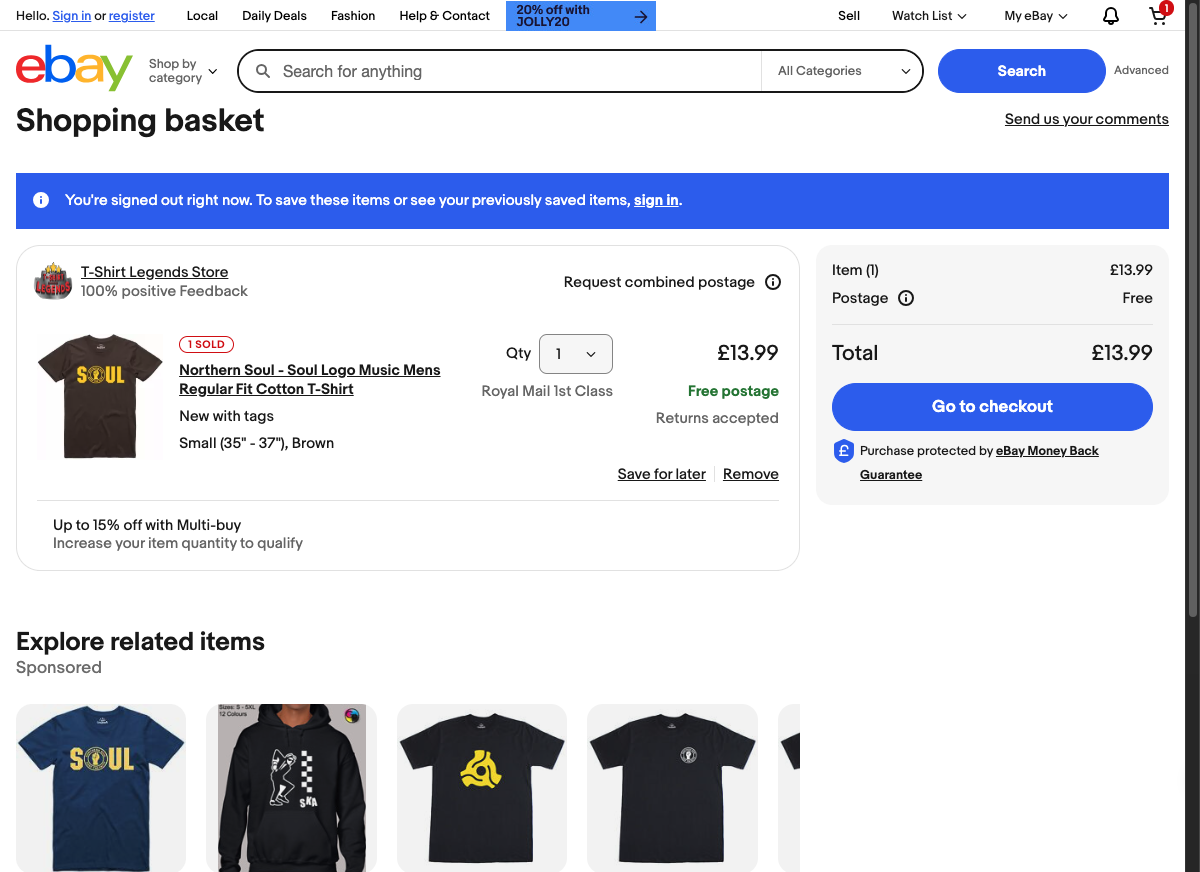 Hello. Sign in or register
Local
Daily Deals
Fashion
Help & Contact
20% off with
JOLLY20
Sell
Watch List
My eBay
1
ebay
Shop by
category
Search for anything
All Categories
Search
Advanced
Shopping basket
Send us your comments
You're signed out right now. To save these items or see your previously saved items, sign in.
T-Shirt Legends Store
100% positive Feedback
Request combined postage
1 SOLD
Northern Soul - Soul Logo Music Mens
Regular Fit Cotton T-Shirt
New with tags
Small (35" - 37"), Brown
Qty
1
£13.99
Royal Mail 1st Class
Free postage
Returns accepted
Save for later
Remove
Up to 15% off with Multi-buy
Increase your item quantity to qualify
Item (1)
£13.99
Postage
Free
Total
£13.99
Go to checkout
Purchase protected by eBay Money Back
Guarantee
Explore related items
Sponsored
SOUL
SOUL
Sizes: S - 5XL
12 Colours
SKA